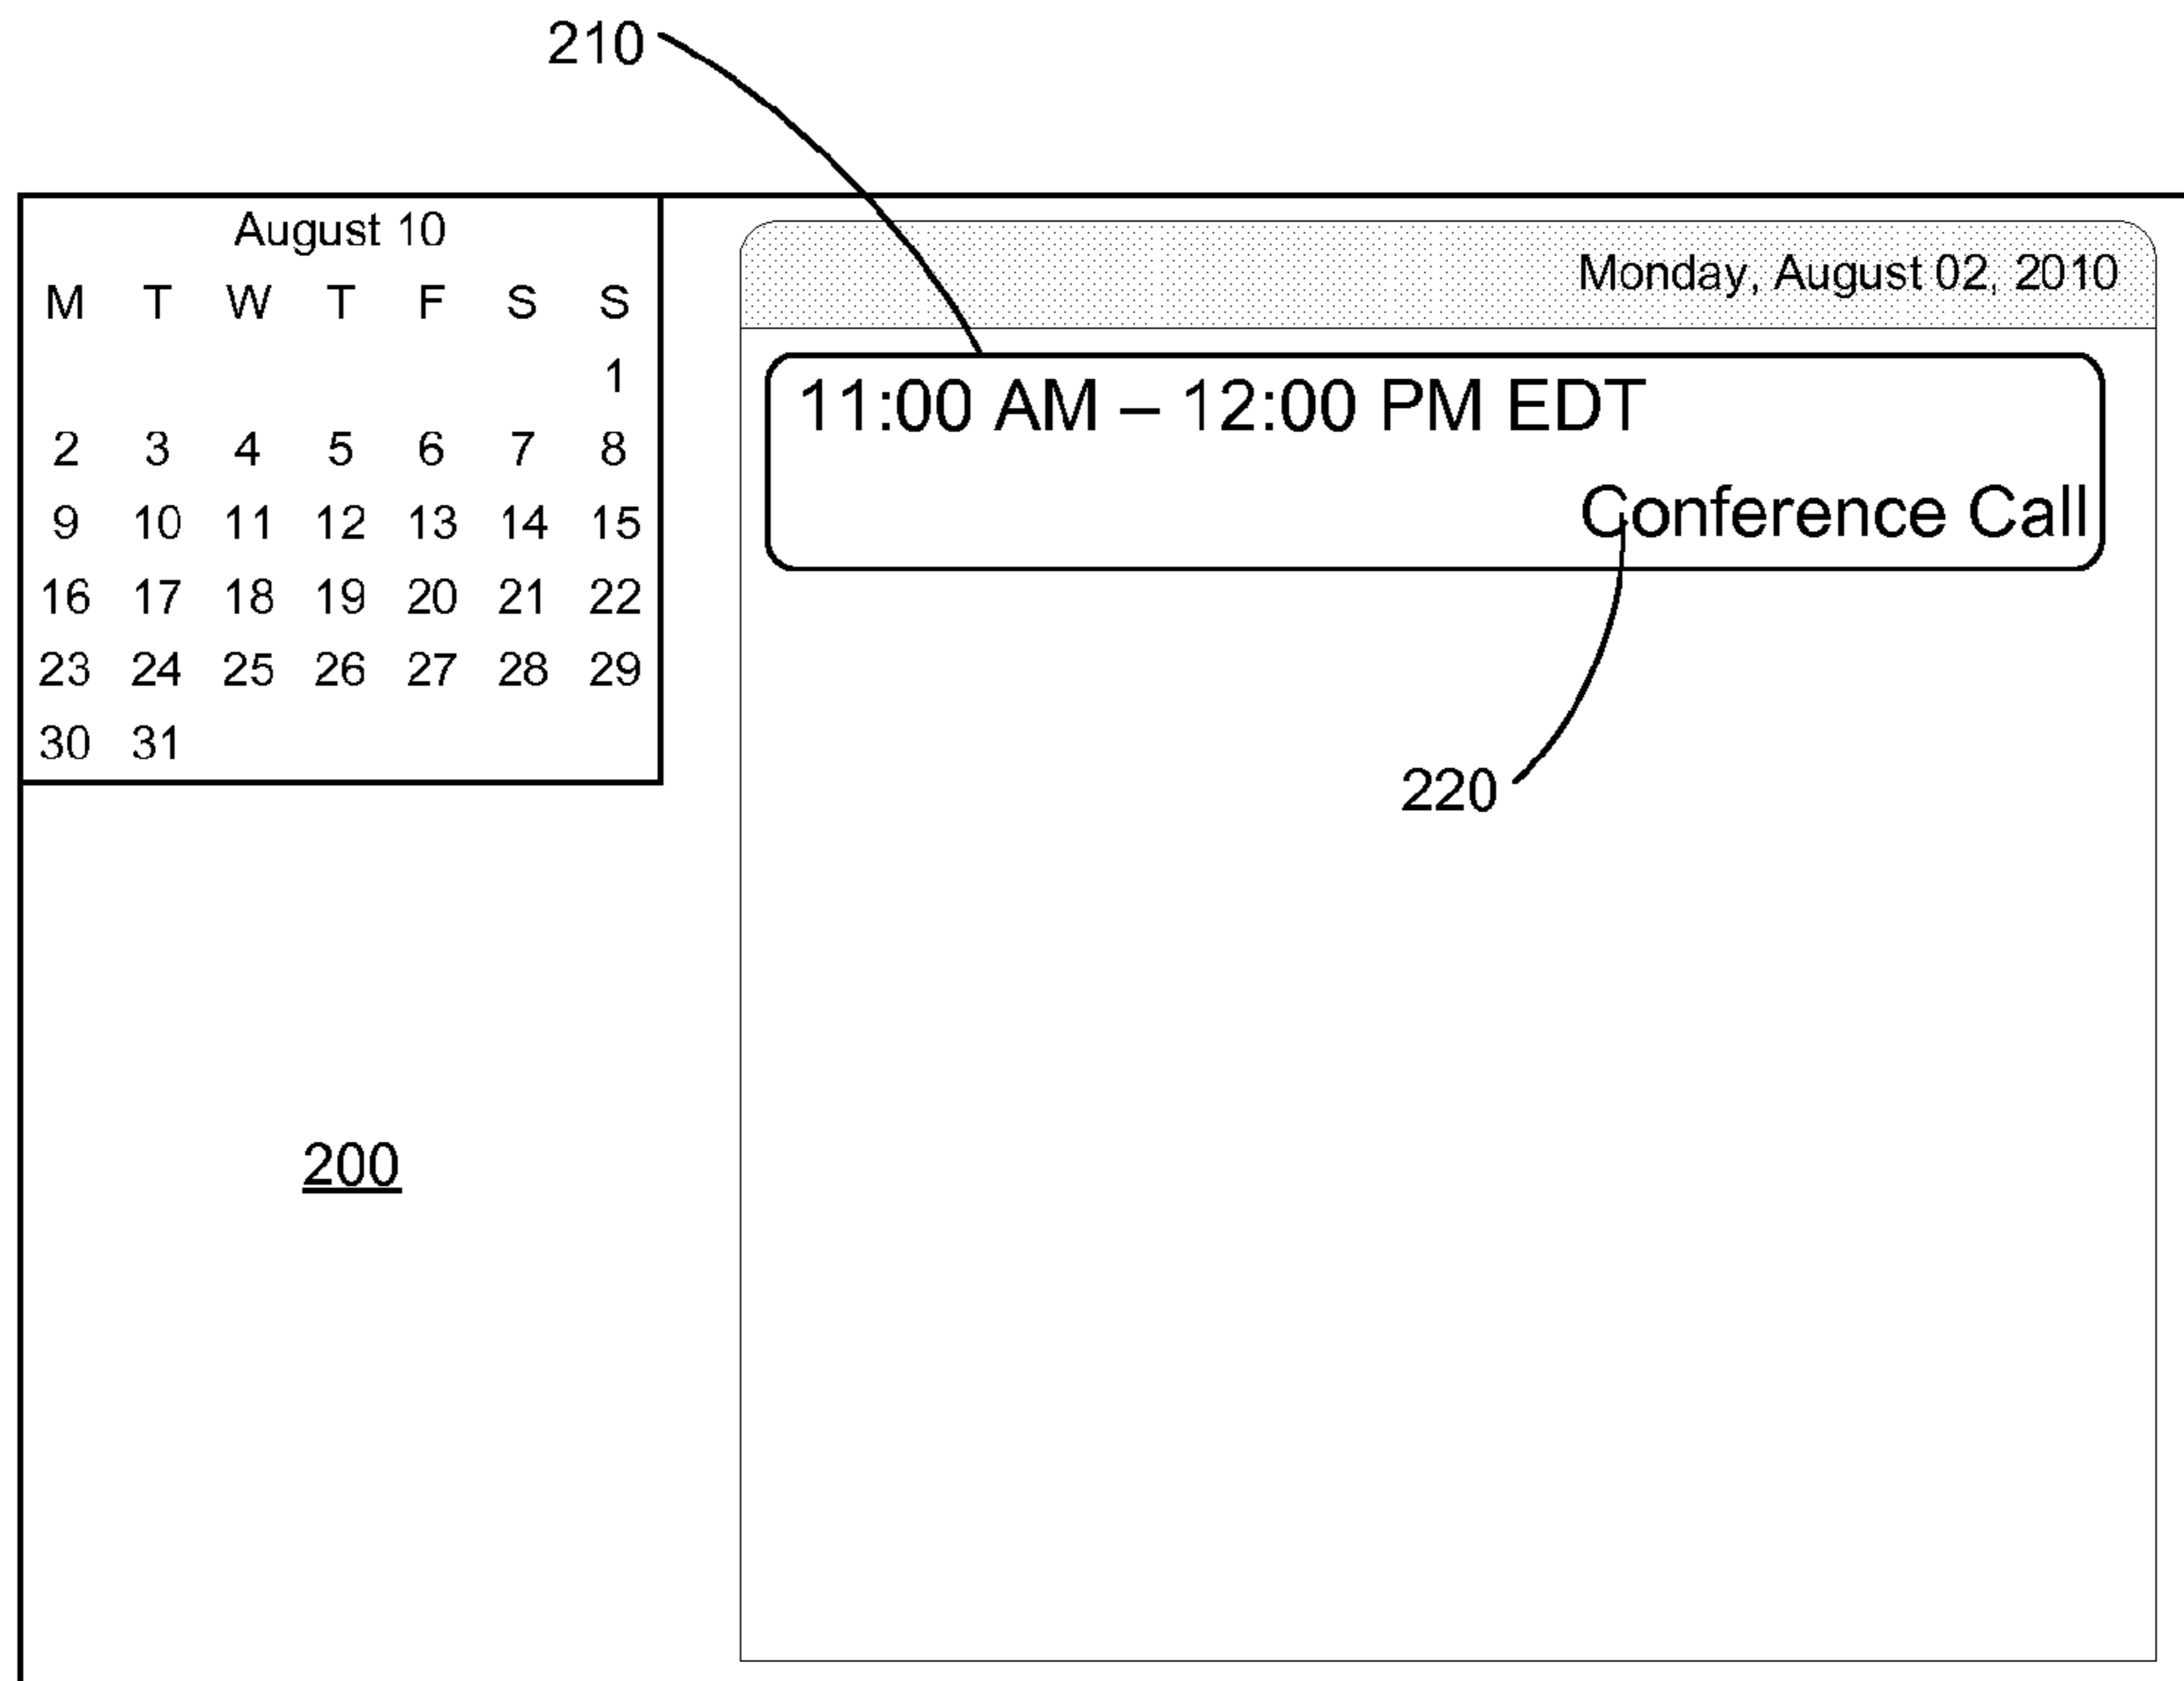 210
August 10
M T W T F S S
1
2 3 4 5 6 7 8
9 10 11 12 13 14 15
16 17 18 19 20 21 22
23 24 25 26 27 28 29
30 31
Monday, August 02, 2010
11:00 AM – 12:00 PM EDT
Conference Call
220
200